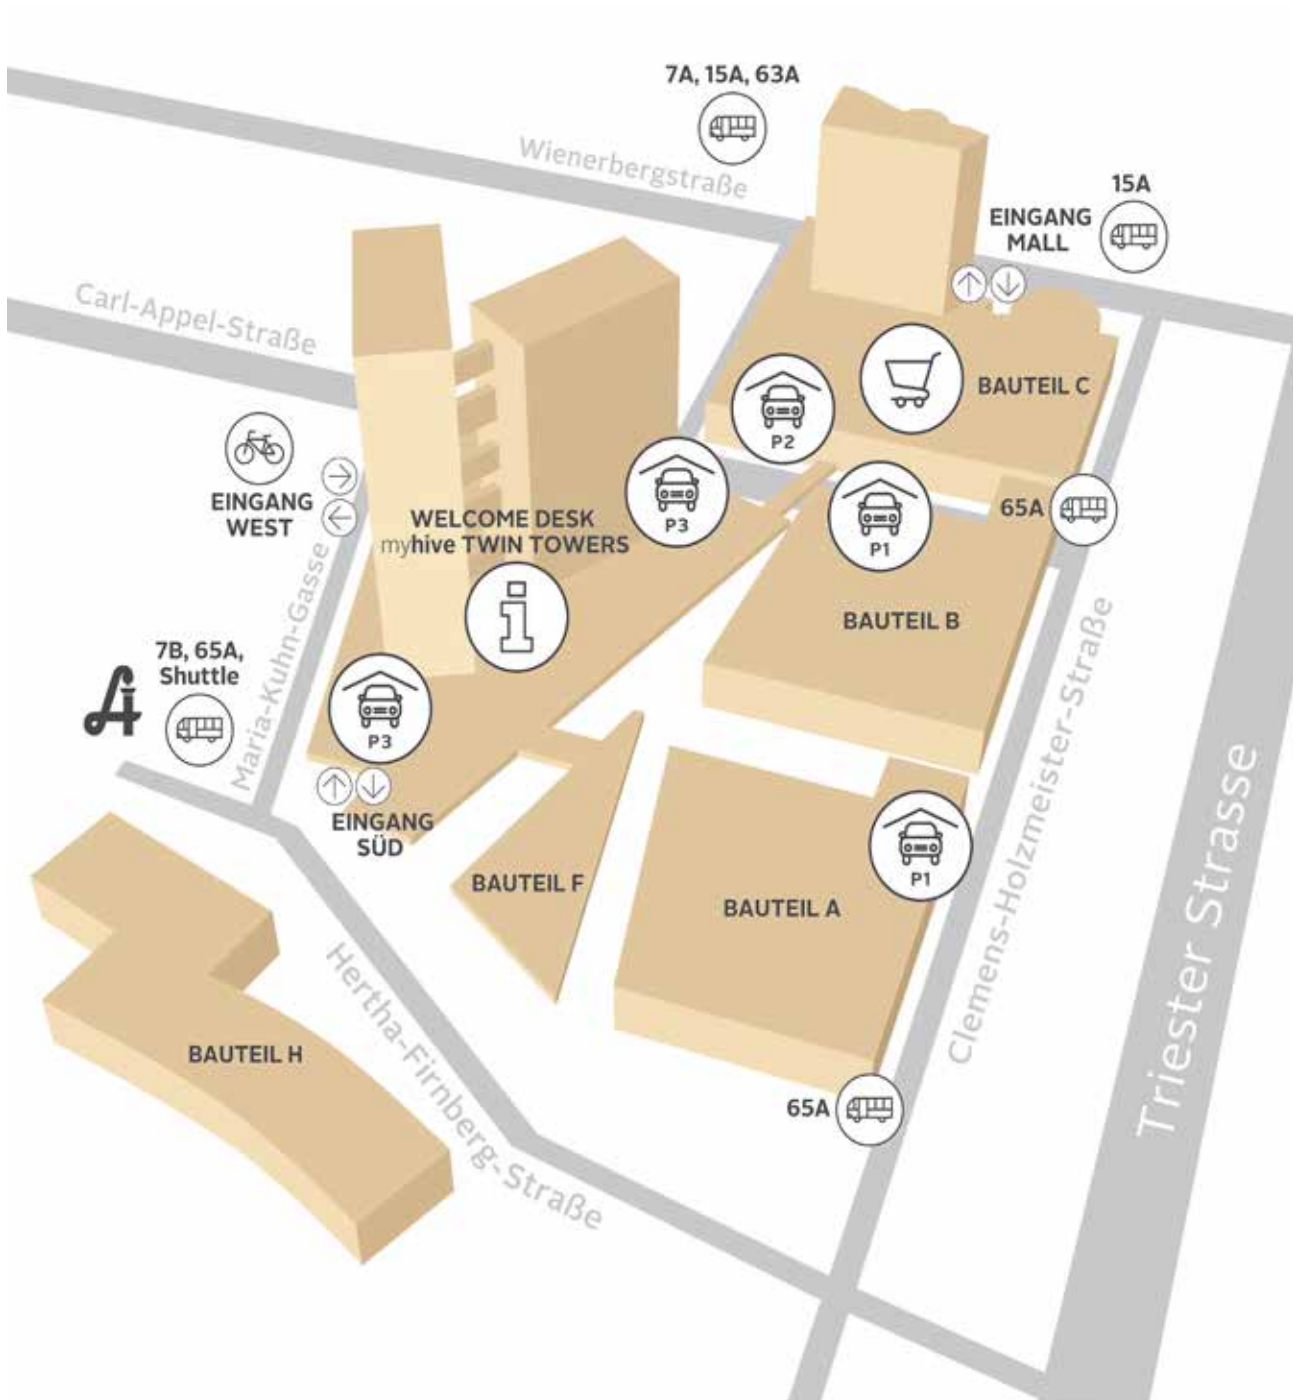 7A, 15A, 63A
Wienerbergstraße
15A
EINGANG
MALL
Carl-Appel-Straße
BAUTEIL C
P2
EINGANG
WEST
P3
65A
WELCOME DESK
myhive TWIN TOWERS
P1
i
BAUTEIL B
7B, 65A,
Shuttle
Maria-Kuhn-Gasse
P3
EINGANG
SÜD
Clemens-Holzmeister-Straße
Triester Strasse
P1
BAUTEIL F
BAUTEIL A
Hertha-Firnberg-Straße
BAUTEIL H
65A